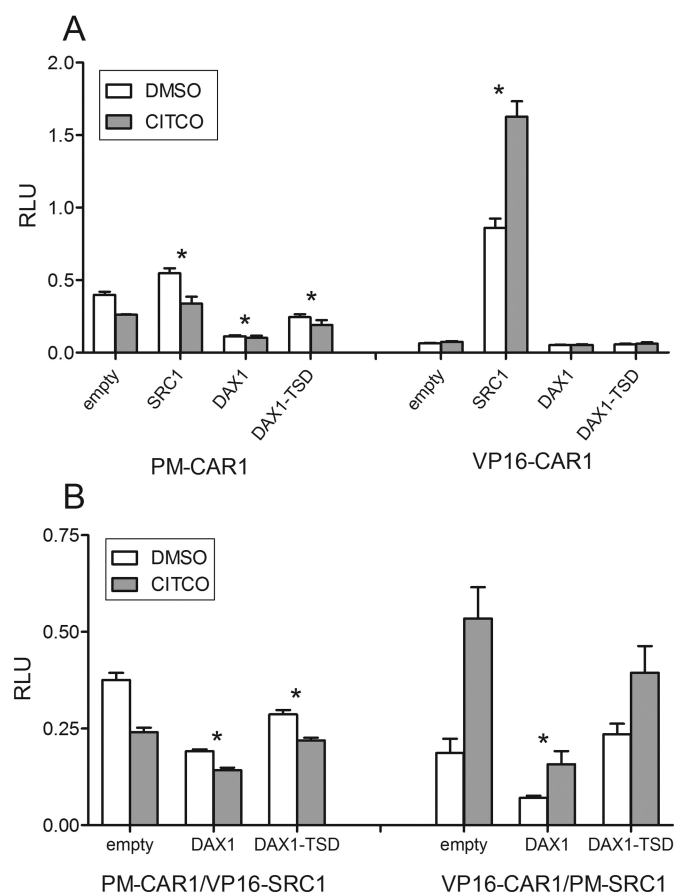 A
2.0
1.5
1.0
0.5
0.0
RLU
DMSO
CITCO
*
*
*
*
empty
SRC1
DAX1
DAX1-TSD
empty
SRC1
DAX1
DAX1-TSD
PM-CAR1
VP16-CAR1
B
0.75
0.50
0.25
0.00
RLU
DMSO
CITCO
*
*
*
empty
DAX1
DAX1-TSD
empty
DAX1
DAX1-TSD
PM-CAR1/VP16-SRC1
VP16-CAR1/PM-SRC1